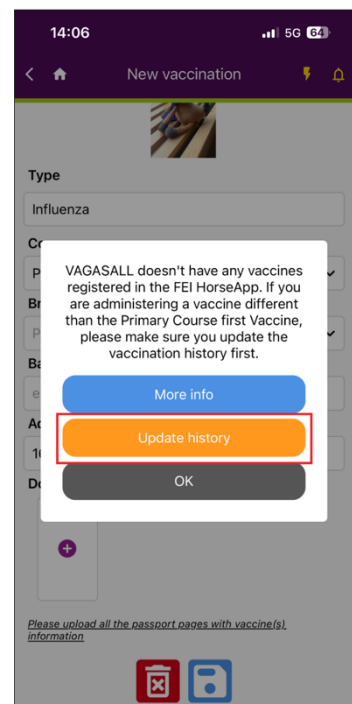 14:06
5G 64
New vaccination
Type
Influenza
VAGASALL doesn't have any vaccines
registered in the FEI HorseApp. If you
are administering a vaccine different
than the Primary Course first Vaccine,
please make sure you update the
vaccination history first.
More info
Update history
OK
Please upload all the passport pages with vaccine(s)
information